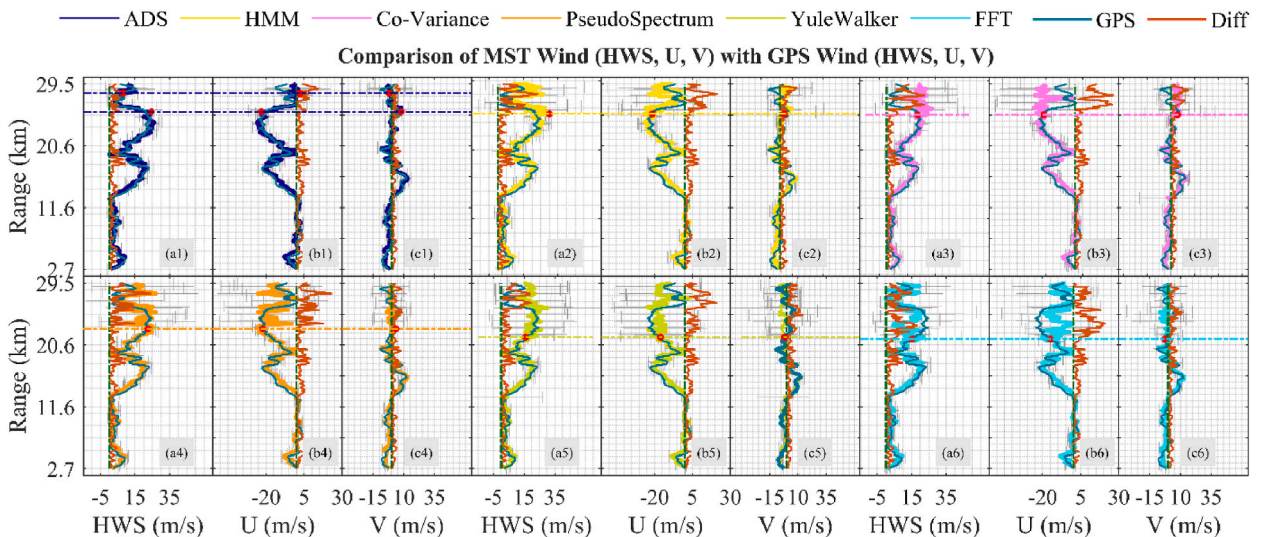 ADS HMM Co-Variance PseudoSpectrum YuleWalker FFT GPS Diff
Comparison of MST Wind (HWS, U, V) with GPS Wind (HWS, U, V)
29.5
20.6
11.6
2.7
Range (km)
(a1) (b1) (c1) (a2) (b2) (c2) (a3) (b3) (c3)
29.5
20.6
11.6
2.7
Range (km)
(a4) (b4) (c4) (a5) (b5) (c5) (a6) (b6) (c6)
-5 15 35 -20 5 30 -15 10 35 -5 15 35 -20 5 30 -15 10 35 -5 15 35 -20 5 30 -15 10 35
HWS (m/s) U (m/s) V (m/s) HWS (m/s) U (m/s) V (m/s) HWS (m/s) U (m/s) V (m/s)